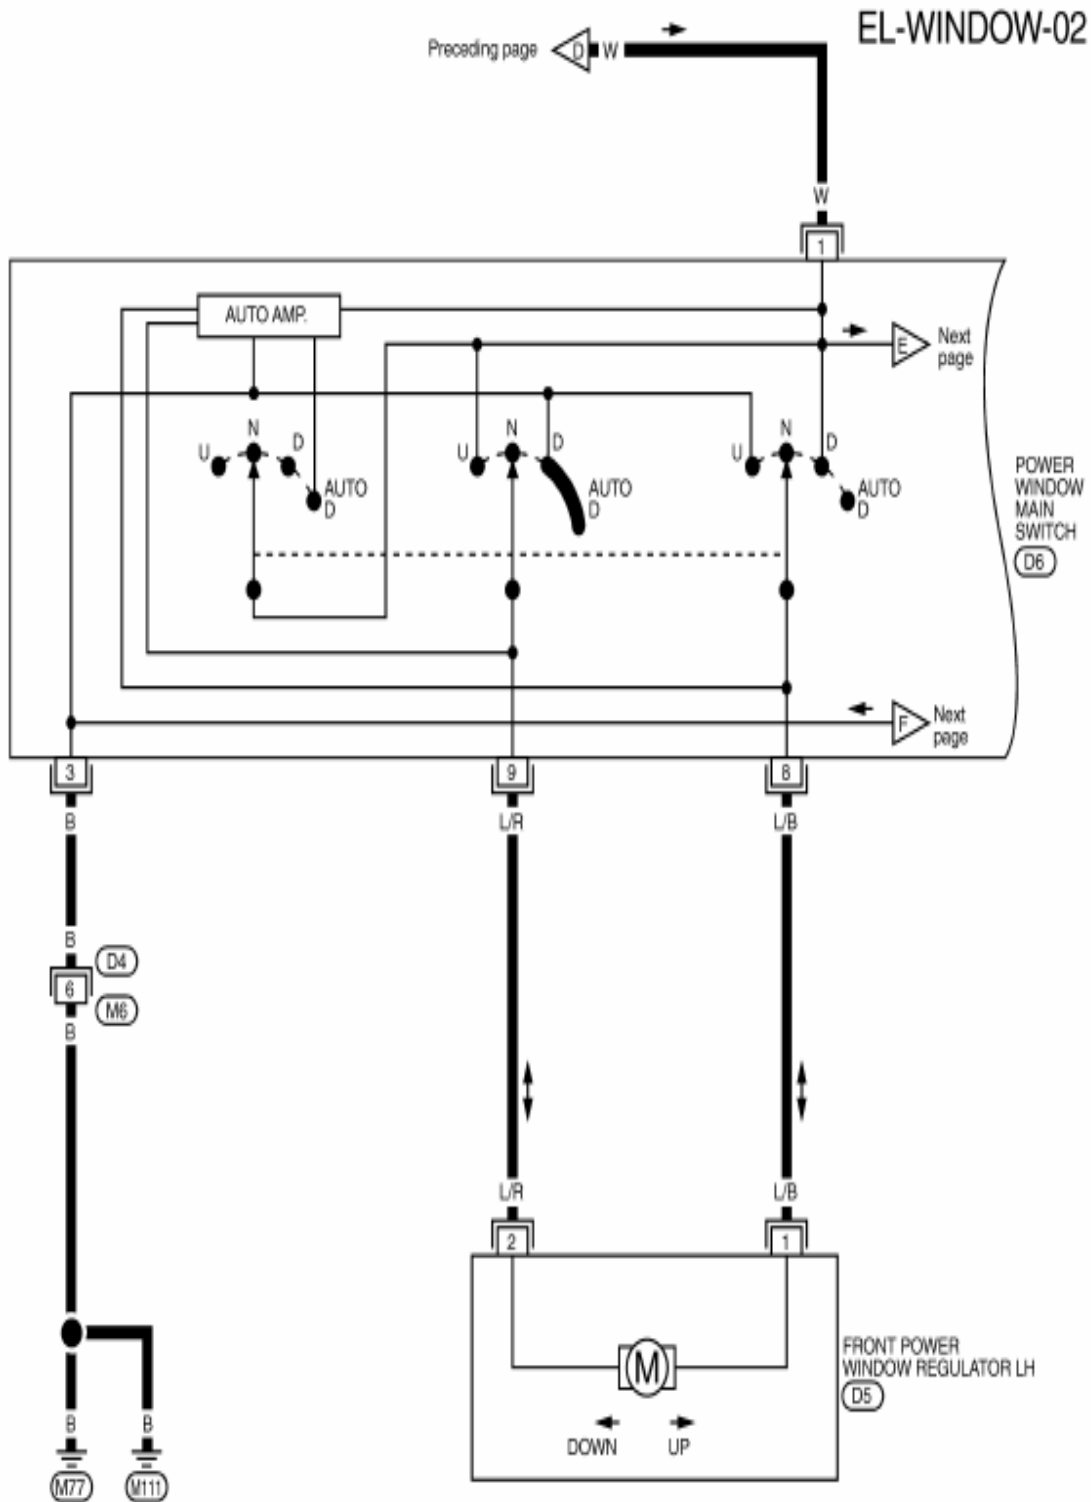 EL-WINDOW-02
Preceding page
D
W
W
1
AUTO AMP.
E
Next
page
U
N
D
AUTO
D
U
N
D
AUTO
D
U
N
D
AUTO
D
POWER
WINDOW
MAIN
SWITCH
D6
F
Next
page
3
9
8
B
L/R
L/B
B
D4
6
M6
B
L/R
L/B
2
1
M
DOWN
UP
FRONT POWER
WINDOW REGULATOR LH
D5
B
B
M77
M111